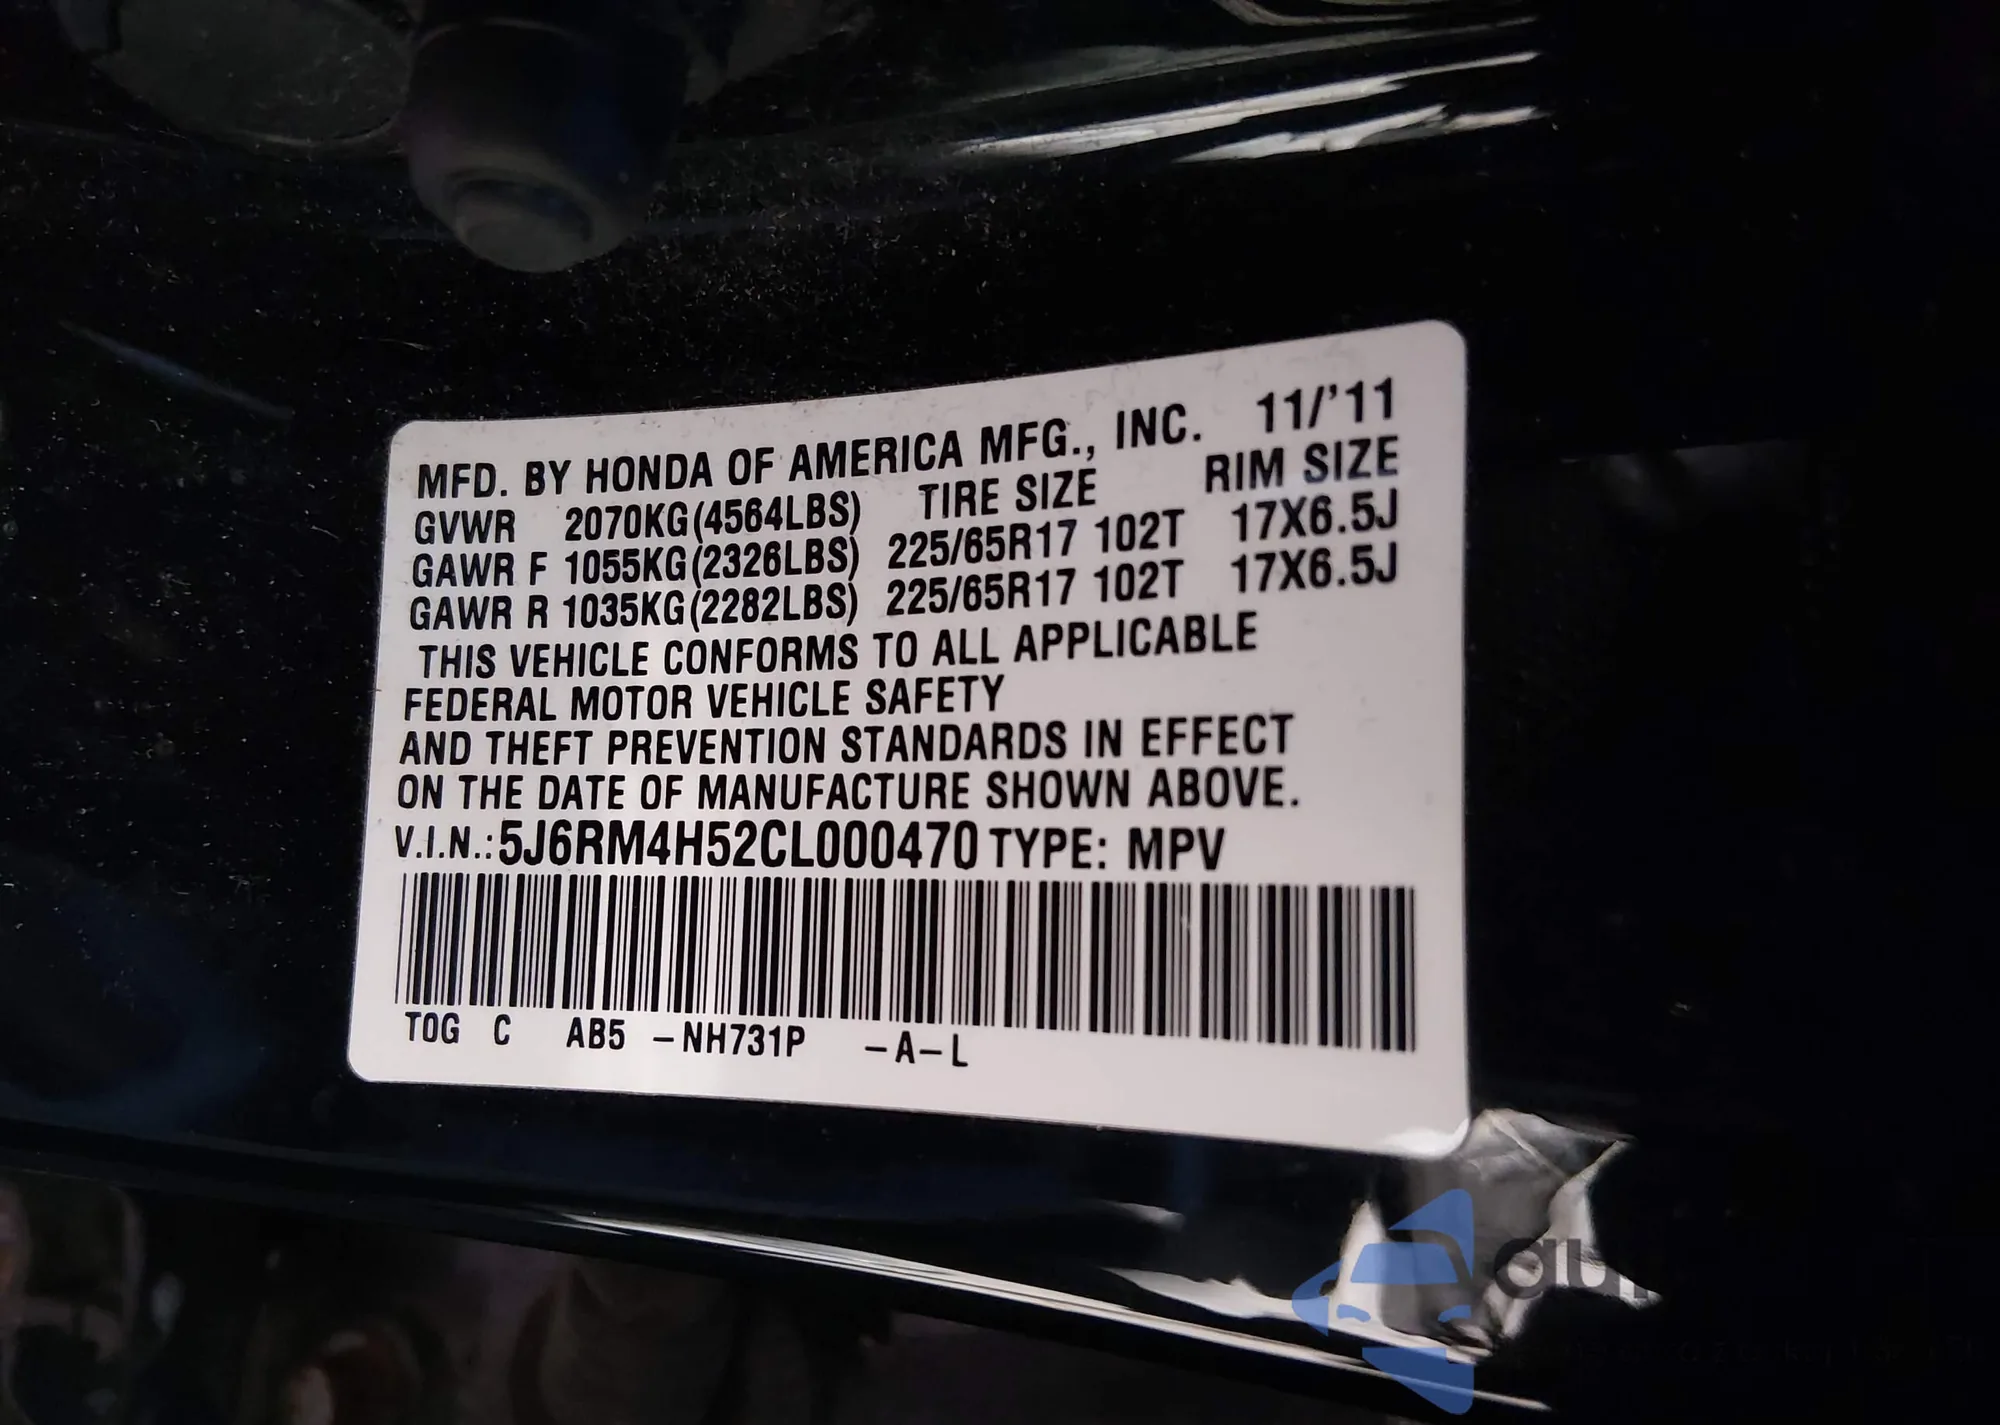 MFD. BY HONDA OF AMERICA MFG., INC. 11/'11
GVWR 2070KG(4564LBS) TIRE SIZE RIM SIZE
GAWR F 1055KG(2326LBS) 225/65R17 102T 17X6.5J
GAWR R 1035KG(2282LBS) 225/65R17 102T 17X6.5J
THIS VEHICLE CONFORMS TO ALL APPLICABLE
FEDERAL MOTOR VEHICLE SAFETY
AND THEFT PREVENTION STANDARDS IN EFFECT
ON THE DATE OF MANUFACTURE SHOWN ABOVE.
V.I.N.:5J6RM4H52CL000470 TYPE: MPV
TOG C AB5 -NH731P -A-L